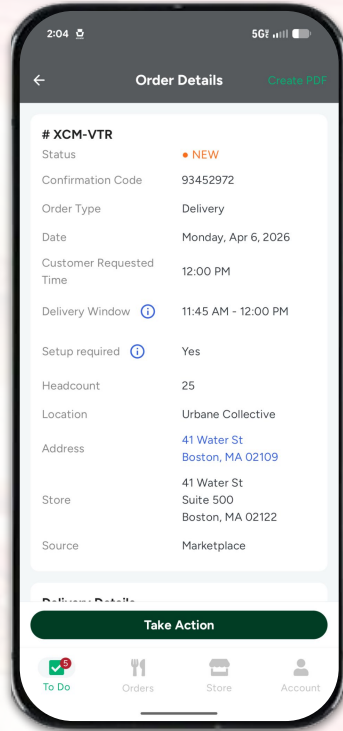 2:04
5G
Order Details
Create PDF
# XCM-VTR
Status
• NEW
Confirmation Code
93452972
Order Type
Delivery
Date
Monday, Apr 6, 2026
Customer Requested
Time
12:00 PM
Delivery Window
11:45 AM - 12:00 PM
Setup required
Yes
Headcount
25
Location
Urbane Collective
Address
41 Water St
Boston, MA 02109
Store
41 Water St
Suite 500
Boston, MA 02122
Source
Marketplace
Delivery Details
Take Action
5
To Do
Orders
Store
Account